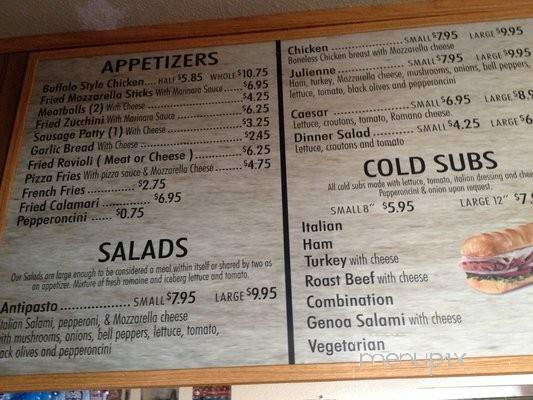 APPETIZERS
Buffalo Style Chicken.... HALF $5.85 WHOLE $10.75
Fried Mozzarella Sticks With Marinara Sauce ........ $6.95
Meatballs (2) With Cheese ........ $4.25
Fried Zucchini With Marinara Sauce ........ $6.25
Sausage Patty (1) With Cheese ........ $3.25
Garlic Bread With Cheese ........ $2.45
Fried Ravioli ( Meat or Cheese ) ........ $6.25
Pizza Fries With pizza sauce & Mozzarella Cheese ........ $4.75
French Fries ............. $2.75
Fried Calamari ............. $6.95
Pepperoncini ...... $0.75
SALADS
Our Salads are large enough to be considered a meal within itself or shared by two as
an appetizer. Mixture of fresh romaine and iceberg lettuce and tomato.
Antipasto ...................... SMALL $7.95 LARGE $9.95
Italian Salami, pepperoni, & Mozzarella cheese
with mushrooms, onions, bell peppers, lettuce, tomato,
black olives and pepperoncini
Chicken .................... SMALL $7.95 LARGE $9.95
Boneless Chicken breast with Mozzarella cheese
Julienne .................... SMALL $7.95 LARGE $9.95
Ham, turkey, Mozzarella cheese, mushrooms, onions, bell peppers,
lettuce, tomato, black olives and pepperoncini
Caesar .................... SMALL $6.95 LARGE
Lettuce, croutons, tomato, Romano cheese.
Dinner Salad ............. SMALL $4.25 LARGE
Lettuce, croutons and tomato
COLD SUBS
All cold subs made with lettuce, tomato, italian dressing and
Pepperoncini & onion upon request.
SMALL 8" $5.95 LARGE 12"
Italian
Ham
Turkey with cheese
Roast Beef with cheese
Combination
Genoa Salami with cheese
Vegetarian
menupix